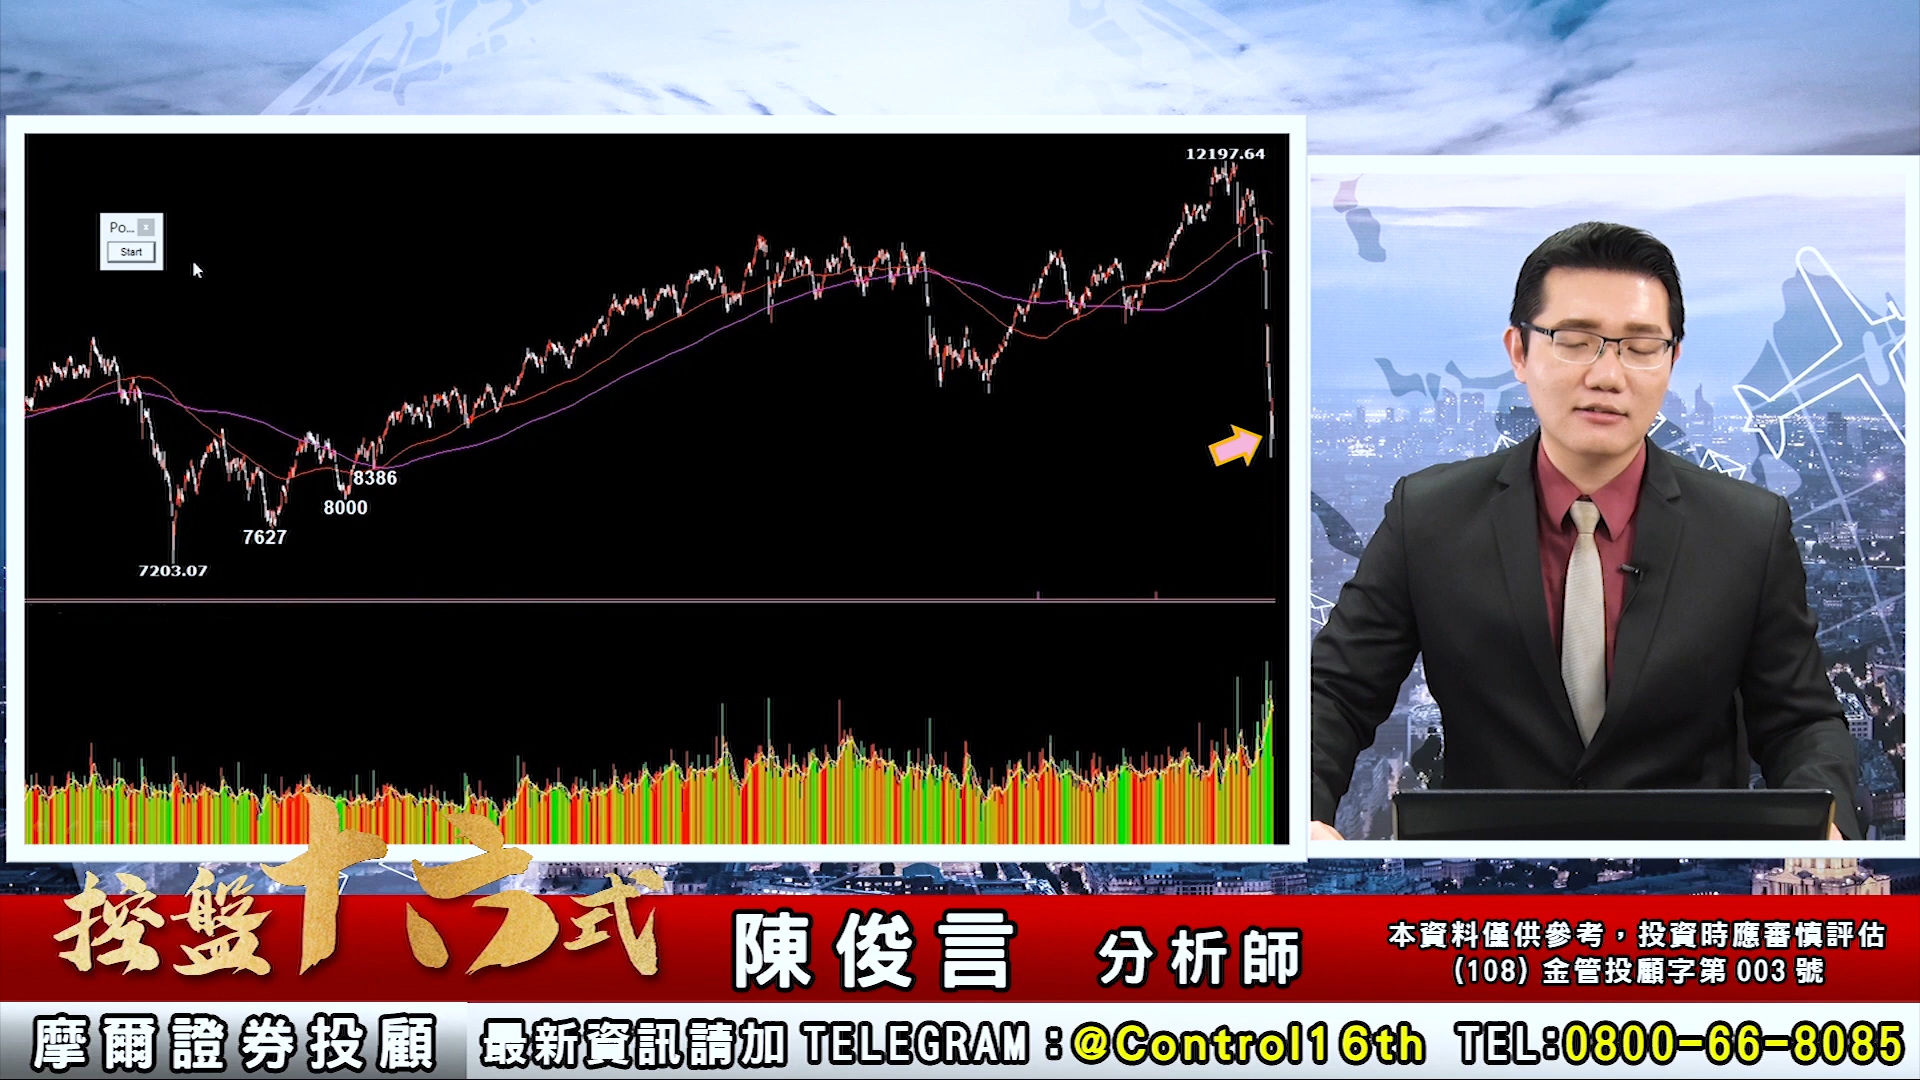 12197.64
Po... x
Start
8386
8000
7627
7203.07
控盤十六式
陳俊言 分析師
本資料僅供參考，投資時應審慎評估
(108) 金管投顧字第 003 號
摩爾證券投顧
最新資訊請加 TELEGRAM：@Control16th TEL:0800-66-8085